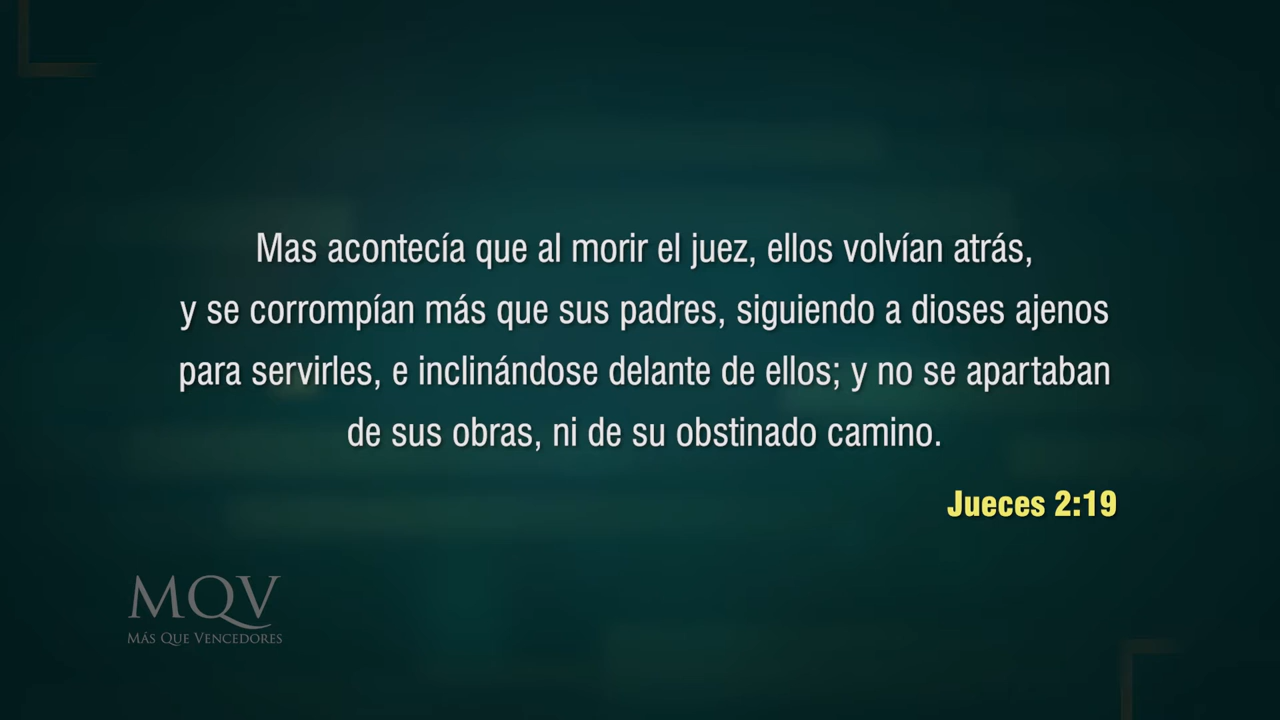 Mas acontecía que al morir el juez, ellos volvían atrás,
y se corrompían más que sus padres, siguiendo a dioses ajenos
para servirles, e inclinándose delante de ellos; y no se apartaban
de sus obras, ni de su obstinado camino.
Jueces 2:19
MQV
MÁS QUE VENCEDORES